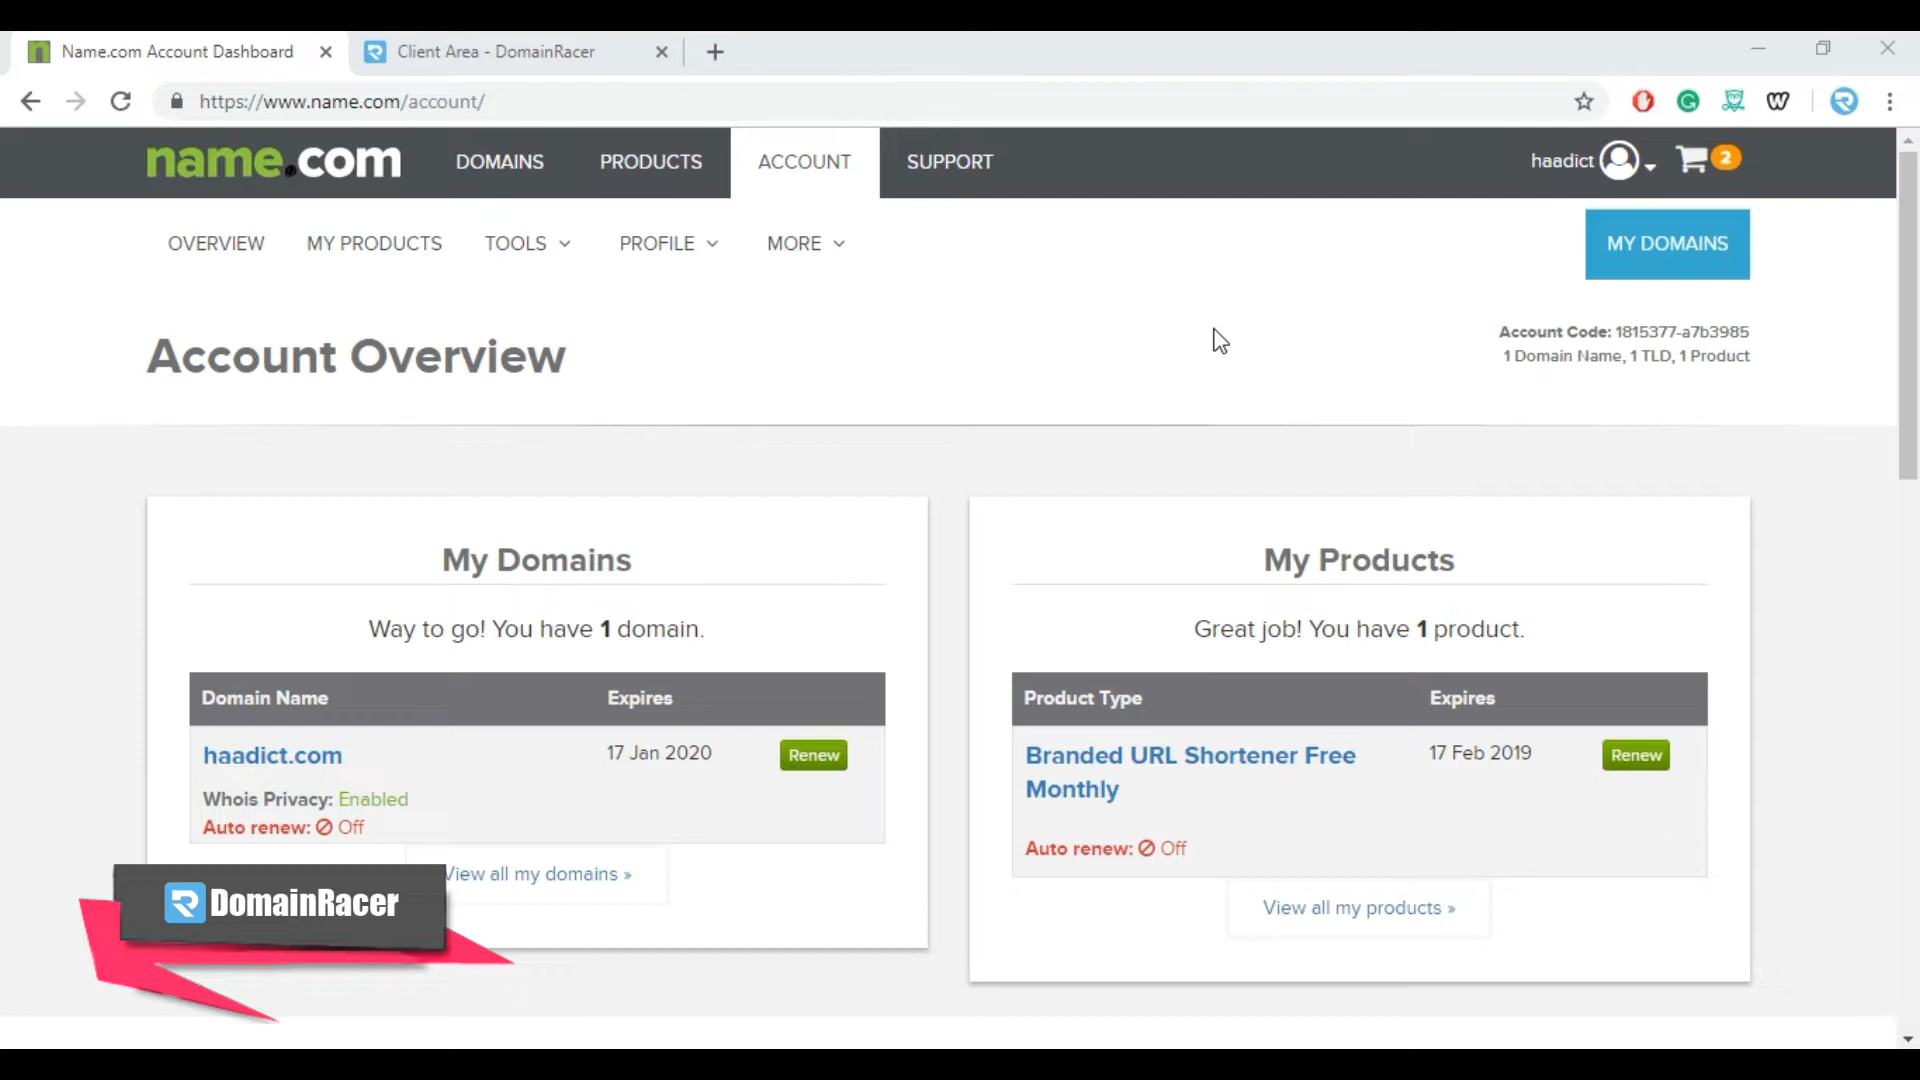 Name.com Account Dashboard
Client Area - DomainRacer
https://www.name.com/account/
name.com
DOMAINS
PRODUCTS
ACCOUNT
SUPPORT
haadict
2
OVERVIEW
MY PRODUCTS
TOOLS
PROFILE
MORE
MY DOMAINS
Account Overview
Account Code: 1815377-a7b3985
1 Domain Name, 1 TLD, 1 Product
My Domains
Way to go! You have 1 domain.
Domain Name Expires
haadict.com 17 Jan 2020 Renew
Whois Privacy: Enabled
Auto renew: Off
View all my domains »
My Products
Great job! You have 1 product.
Product Type Expires
Branded URL Shortener Free 17 Feb 2019 Renew
Monthly
Auto renew: Off
View all my products »
DomainRacer